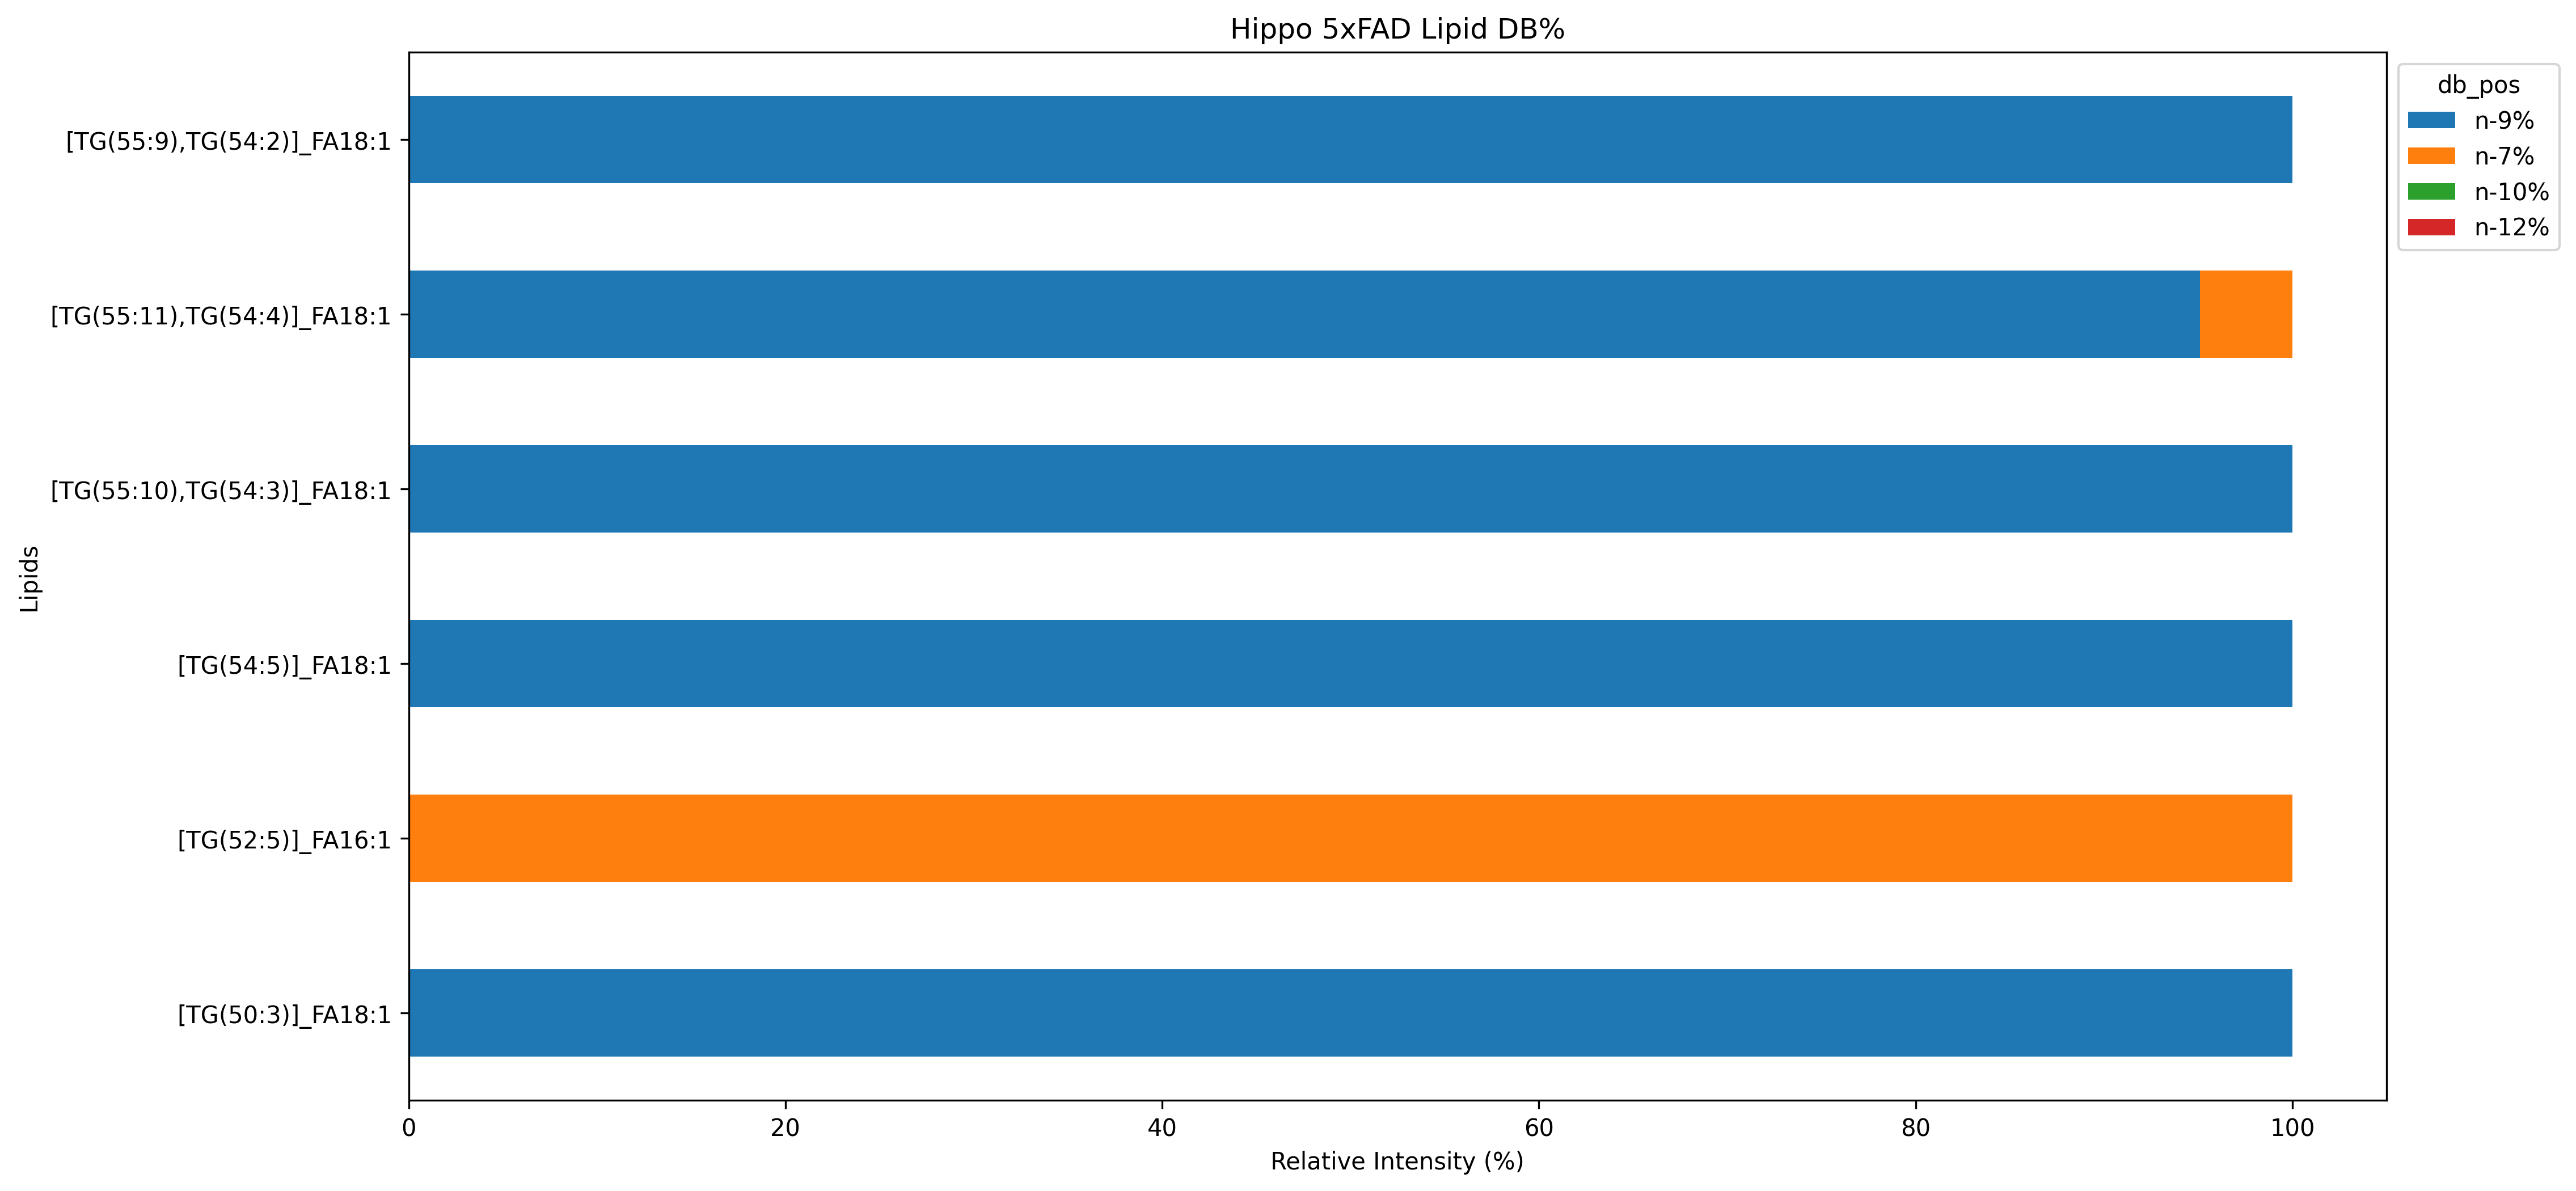 Hippo 5xFAD Lipid DB%
db_pos
n-9%
n-7%
n-10%
n-12%
Lipids
[TG(55:9),TG(54:2)]_FA18:1
[TG(55:11),TG(54:4)]_FA18:1
[TG(55:10),TG(54:3)]_FA18:1
[TG(54:5)]_FA18:1
[TG(52:5)]_FA16:1
[TG(50:3)]_FA18:1
0 20 40 60 80 100
Relative Intensity (%)